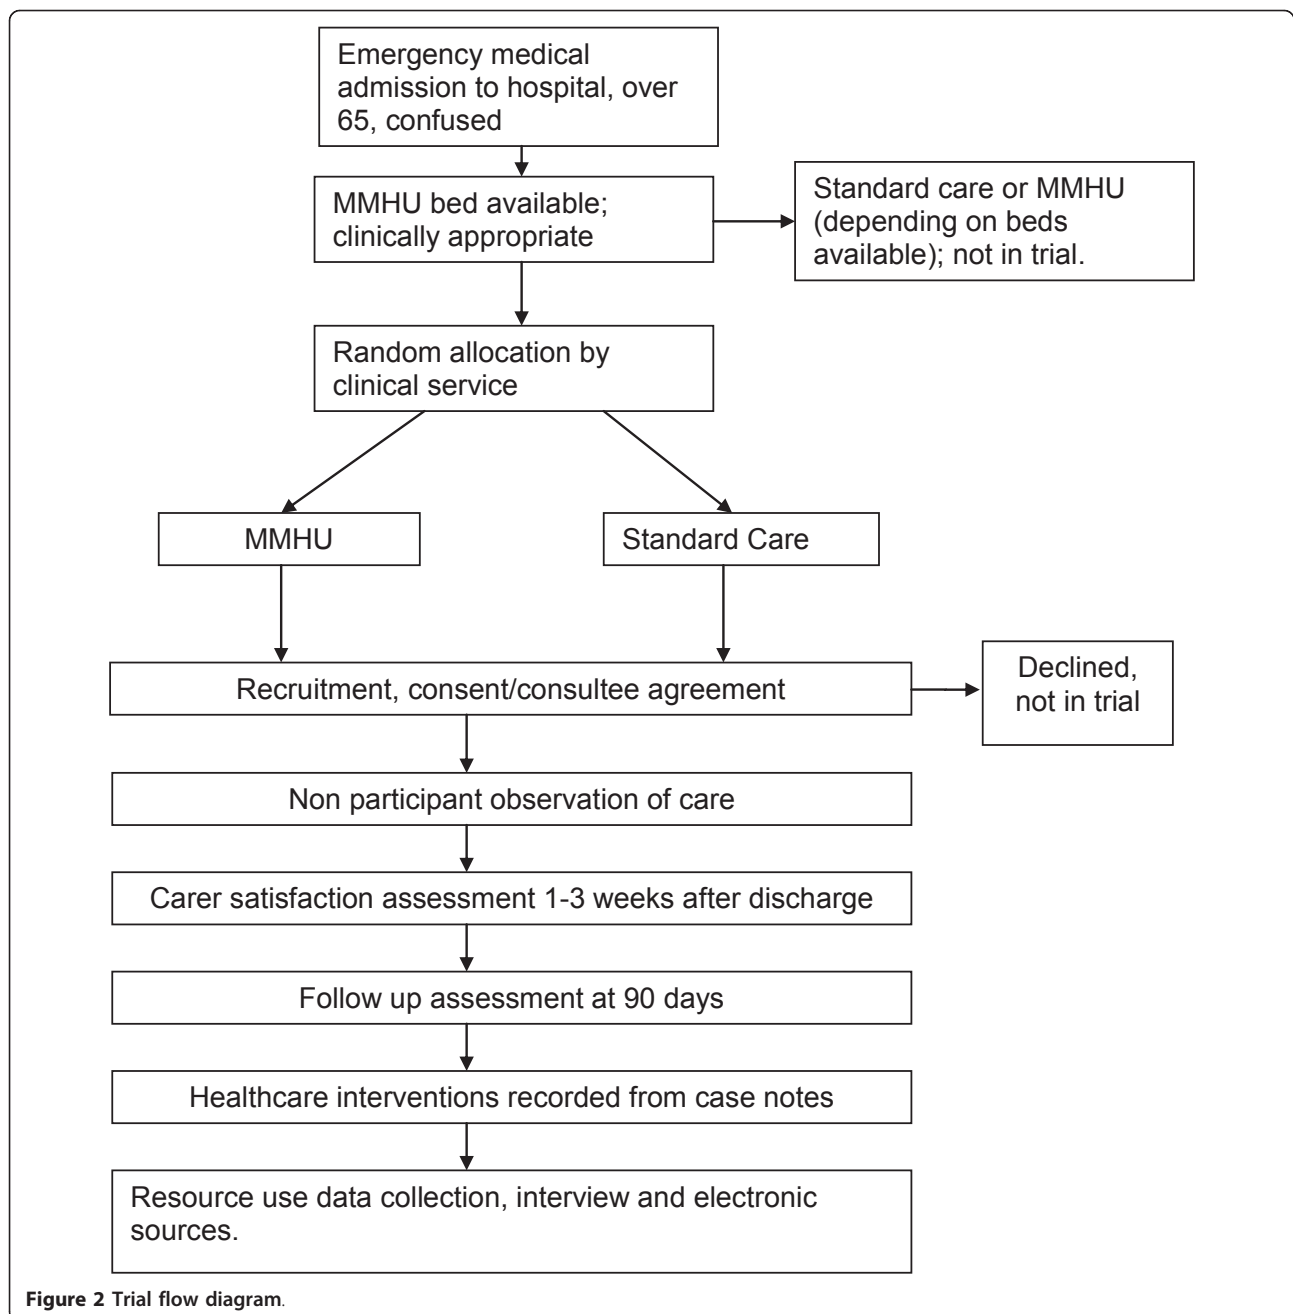 Emergency medical
admission to hospital, over
65, confused
MMHU bed available;
clinically appropriate
Standard care or MMHU
(depending on beds
available); not in trial.
Random allocation by
clinical service
MMHU
Standard Care
Recruitment, consent/consultee agreement
Declined,
not in trial
Non participant observation of care
Carer satisfaction assessment 1-3 weeks after discharge
Follow up assessment at 90 days
Healthcare interventions recorded from case notes
Resource use data collection, interview and electronic
sources.
Figure 2 Trial flow diagram.